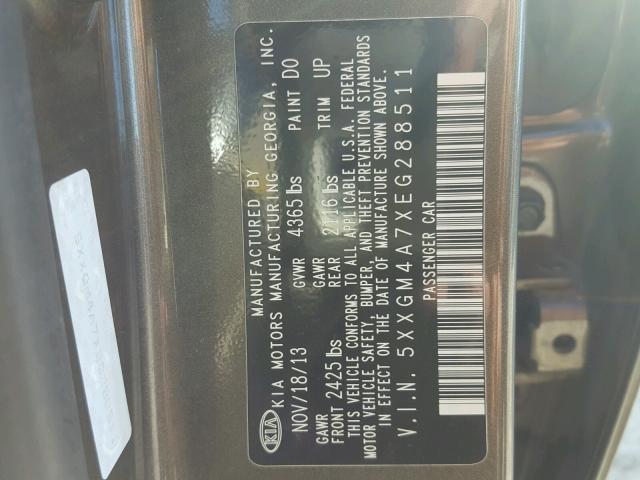 KIA
MANUFACTURED BY
KIA MOTORS MANUFACTURING GEORGIA, INC.
NOV/18/13 GVWR 4365 lbs PAINT DO
GAWR GAWR
FRONT 2425 lbs REAR 2116 lbs TRIM UP
THIS VEHICLE CONFORMS TO ALL APPLICABLE U.S.A. FEDERAL
MOTOR VEHICLE SAFETY, BUMPER, AND THEFT PREVENTION STANDARDS
IN EFFECT ON THE DATE OF MANUFACTURE SHOWN ABOVE.
V.I.N. 5XXGM4A7XEG288511
PASSENGER CAR